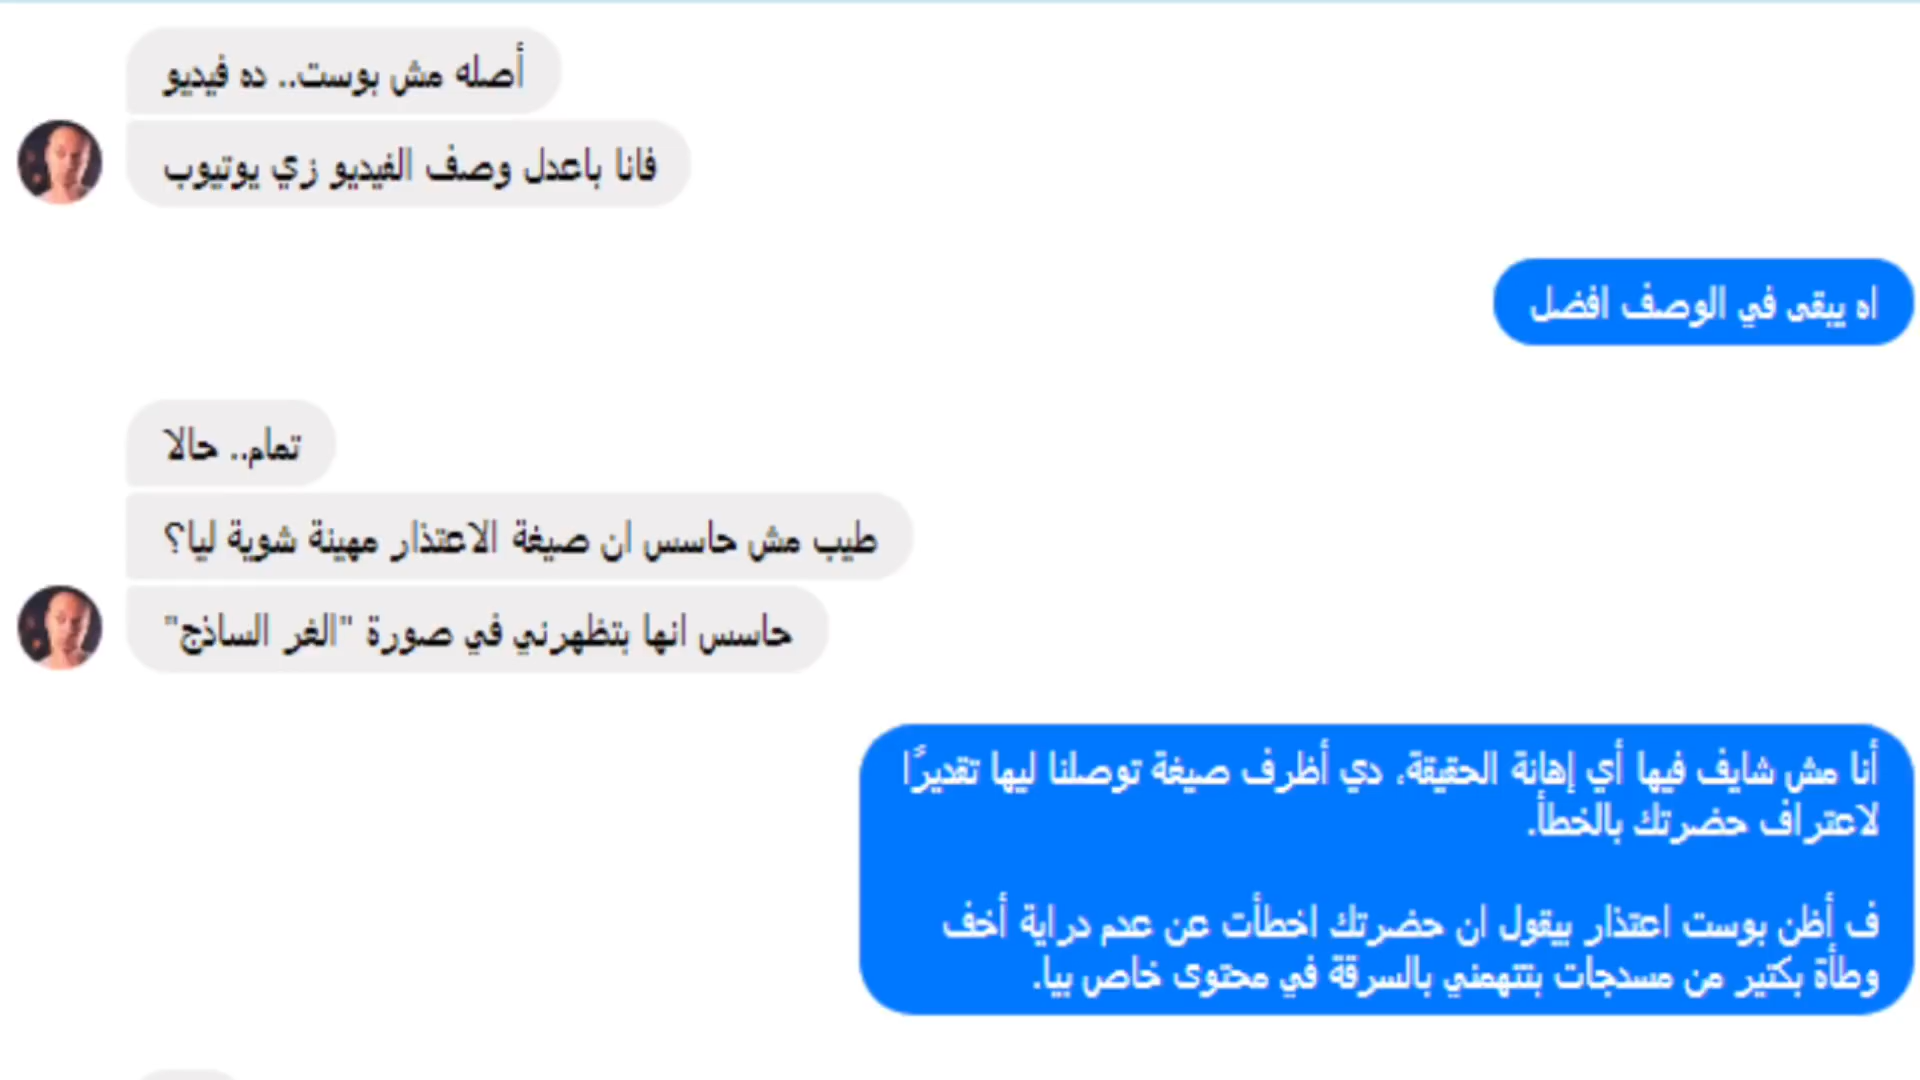 أصله مش بوست.. ده فيديو
فانا باعدل وصف الفيديو زي يوتيوب
اه يبقى في الوصف افضل
تمام.. حالا
طيب مش حاسس ان صيغة الاعتذار مهينة شوية ليا؟
حاسس انها بتظهرني في صورة "الغر الساذج"
أنا مش شايف فيها أي إهانة الحقيقة، دي أظرف صيغة توصلنا ليها تقديرًا
لاعتراف حضرتك بالخطأ.
ف أظن بوست اعتذار بيقول ان حضرتك اخطأت عن عدم دراية أخف
وطأة بكتير من مسدجات بتتهمني بالسرقة في محتوى خاص بيا.